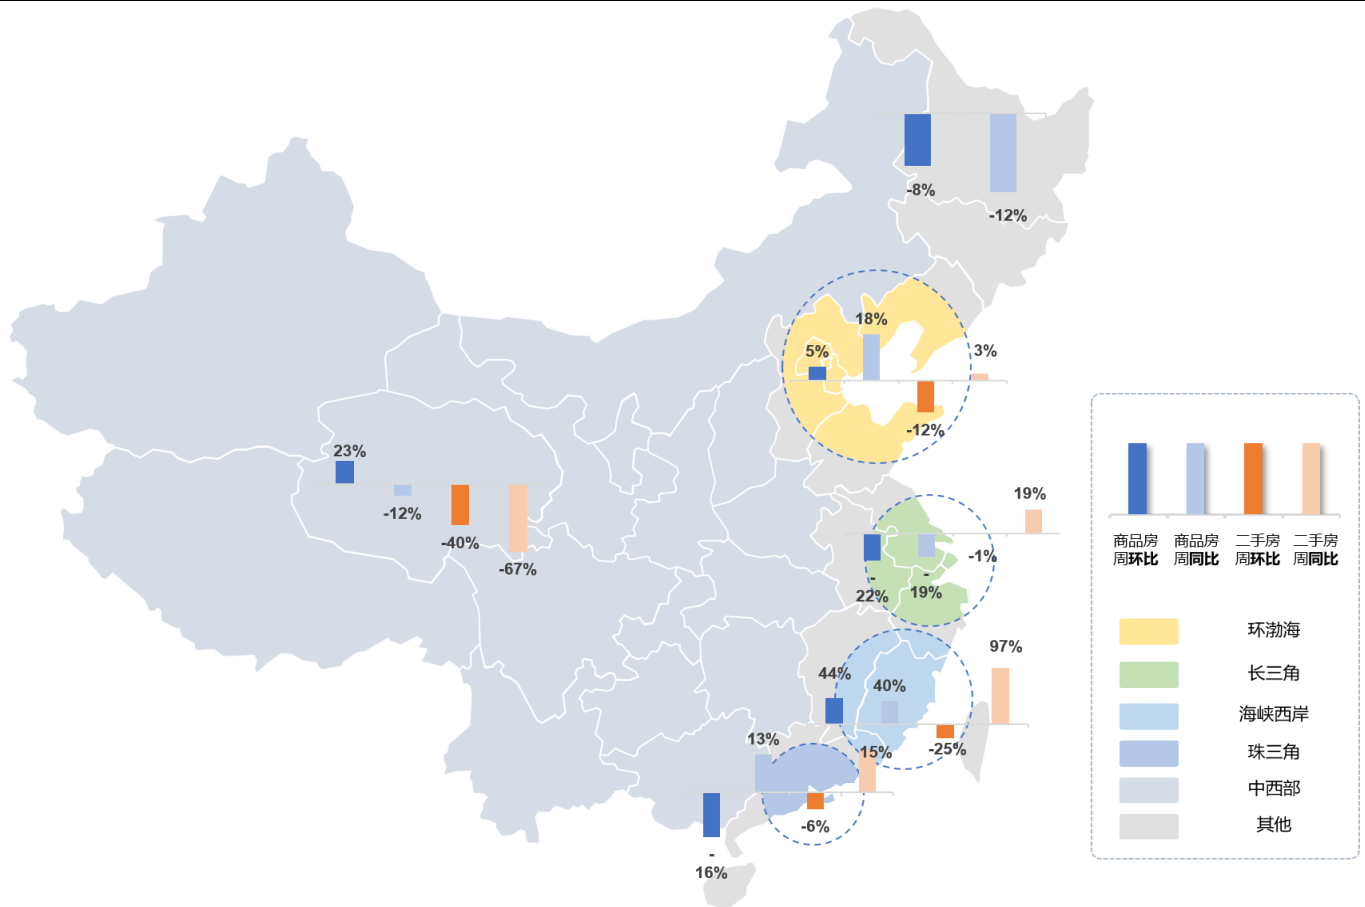 -8%
-12%
18%
5%
3%
-12%
23%
-12%
-40%
-67%
19%
-1%
-
22%
-
19%
97%
44%
40%
-25%
13%
15%
-6%
-
16%
商品房
周环比
商品房
周同比
二手房
周环比
二手房
周同比
环渤海
长三角
海峡西岸
珠三角
中西部
其他